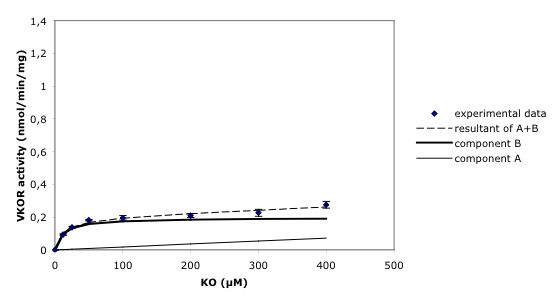 1,4
1,2
1
0,8
0,6
0,4
0,2
0
VKOR activity (nmol/min/mg)
0
100
200
300
400
500
KO (µM)
experimental data
resultant of A+B
component B
component A